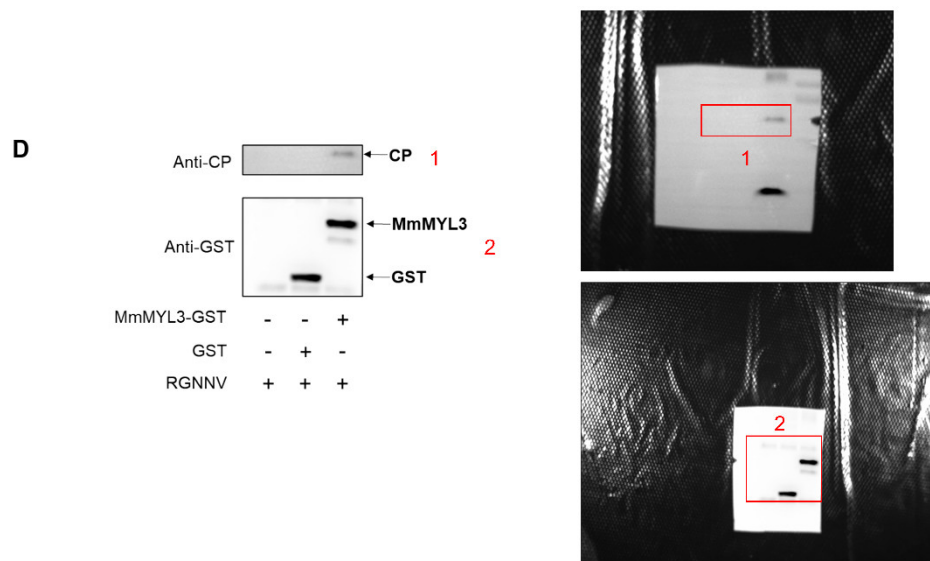 D
Anti-CP
CP 1
Anti-GST
MmMYL3
2
GST
MmMYL3-GST - - +
GST - + -
RGNNV + + +
1
2